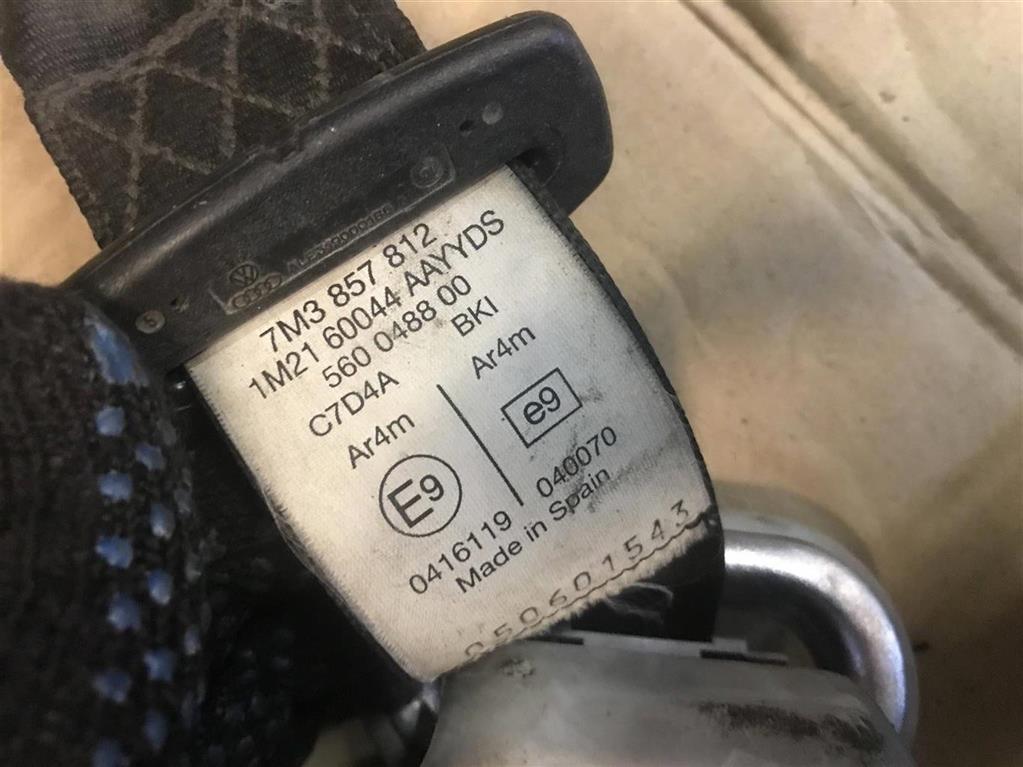 7M3 857 812
1M21 60044 AAYYDS
560 0488 00
C7D4A BKI
Ar4m Ar4m
E9 e9
0416119 040070
Made in Spain
050601543